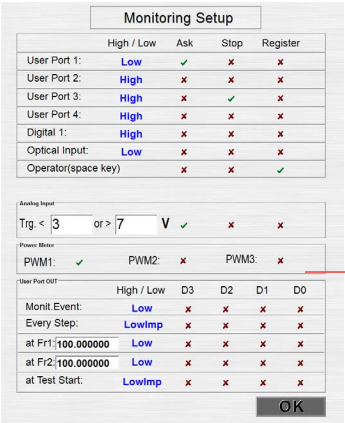 Monitoring Setup
High / Low Ask Stop Register
User Port 1: Low
User Port 2: High
User Port 3: High
User Port 4: High
Digital 1: High
Optical Input: Low
Operator(space key)
Analog Input
Trg. < 3 or > 7 V
Power Meter
PWM1: PWM2: PWM3:
User Port OUT
High / Low D3 D2 D1 D0
Monit.Event: Low
Every Step: LowImp
at Fr1: 100.000000 Low
at Fr2: 100.000000 Low
at Test Start: LowImp
OK